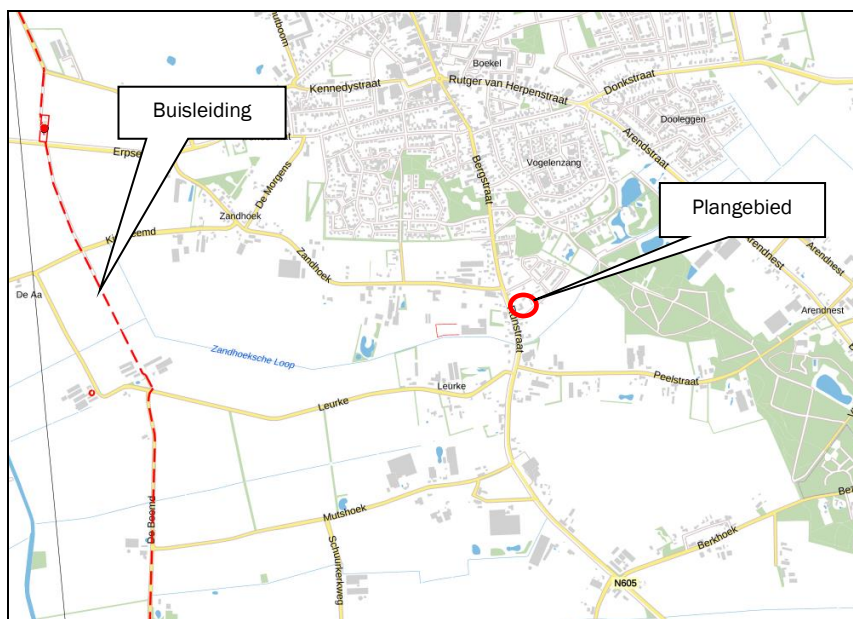 Boekel
Kennedystraat
Rutger van Herpenstraat
Donkstraat
Buisleiding
Dooleggen
Arendstraat
Erpse
De Morgens
Bergstraat
Vogelenzang
Plangebied
Zandhoek
Zandhoek
Arendnest
Arendnest
De Aa
Arendnest
Zandhoeksche Loop
Leurke
Peelstraat
Leurke
De Beemd
Mutshoek
Schuurkerkweg
Berkhoek
N605